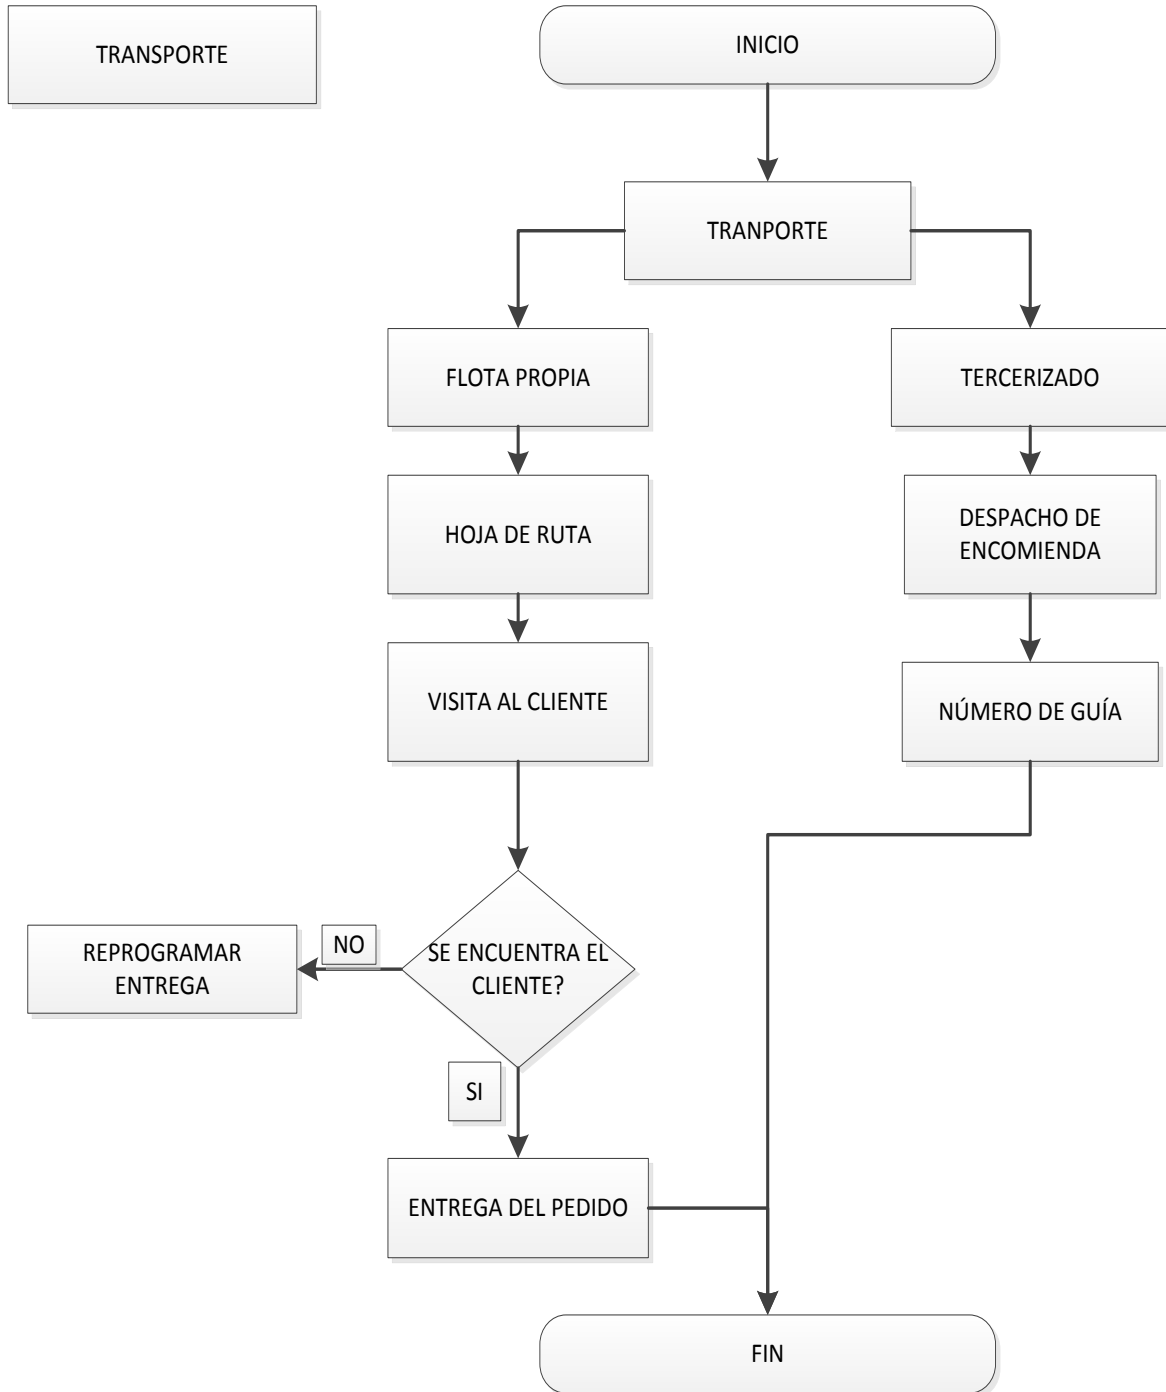 TRANSPORTE
INICIO
TRANPORTE
FLOTA PROPIA
TERCERIZADO
HOJA DE RUTA
DESPACHO DE
ENCOMIENDA
VISITA AL CLIENTE
NÚMERO DE GUÍA
REPROGRAMAR
ENTREGA
NO
SE ENCUENTRA EL
CLIENTE?
SI
ENTREGA DEL PEDIDO
FIN